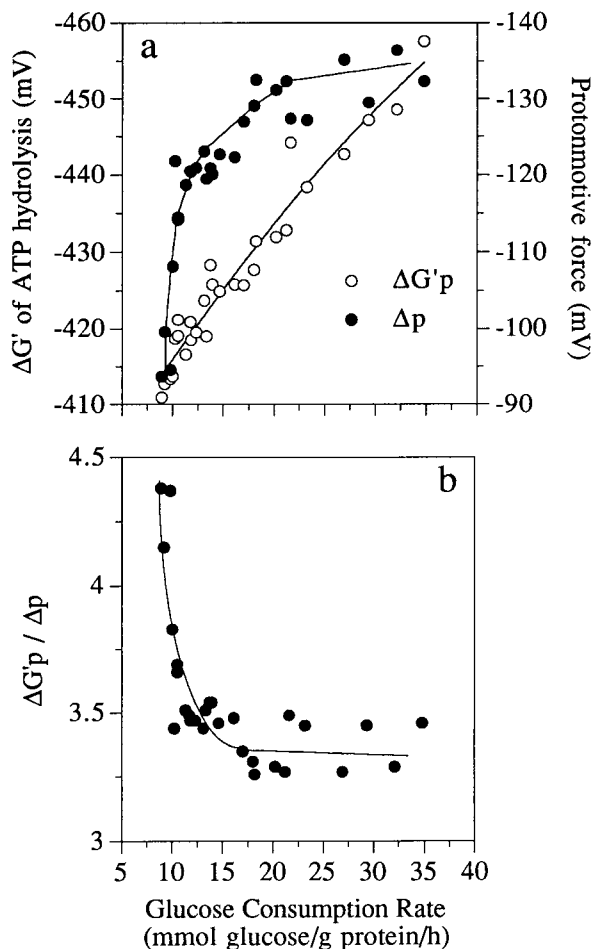 a
-460
-450
-440
-430
-420
-410
ΔG' of ATP hydrolysis (mV)
-140
-130
-120
-110
-100
-90
Protonmotive force (mV)
ΔG'p
Δp
b
4.5
4
3.5
3
ΔG'p / Δp
5 10 15 20 25 30 35 40
Glucose Consumption Rate
(mmol glucose/g protein/h)